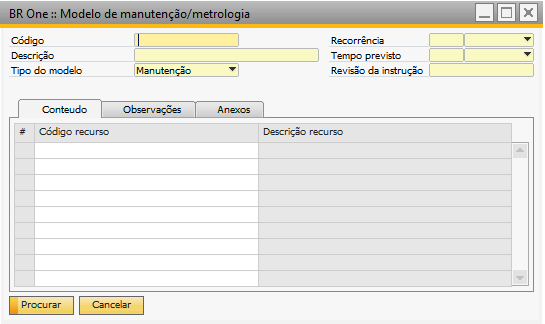 BR One :: Modelo de manutenção/metrologia
Código
Recorrência
Descrição
Tempo previsto
Tipo do modelo Manutenção
Revisão da instrução
Conteudo Observações Anexos
# Código recurso Descrição recurso
Procurar Cancelar